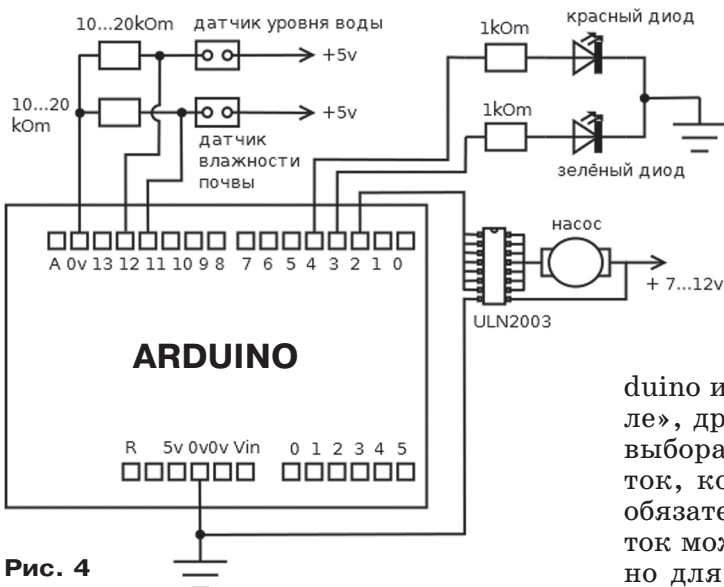 10...20kOm
датчик уровня воды
+5v
10...20
kOm
+5v
датчик
влажности
почвы
красный диод
1kOm
1kOm
зелёный диод
насос
+ 7...12v
ULN2003
A 0v 13 12 11 10 9 8 7 6 5 4 3 2 1 0
ARDUINO
R 5v 0v0v Vin 0 1 2 3 4 5
Рис. 4
duino и
ле», др
выбора
ток, ко
обязате
ток мож
но для